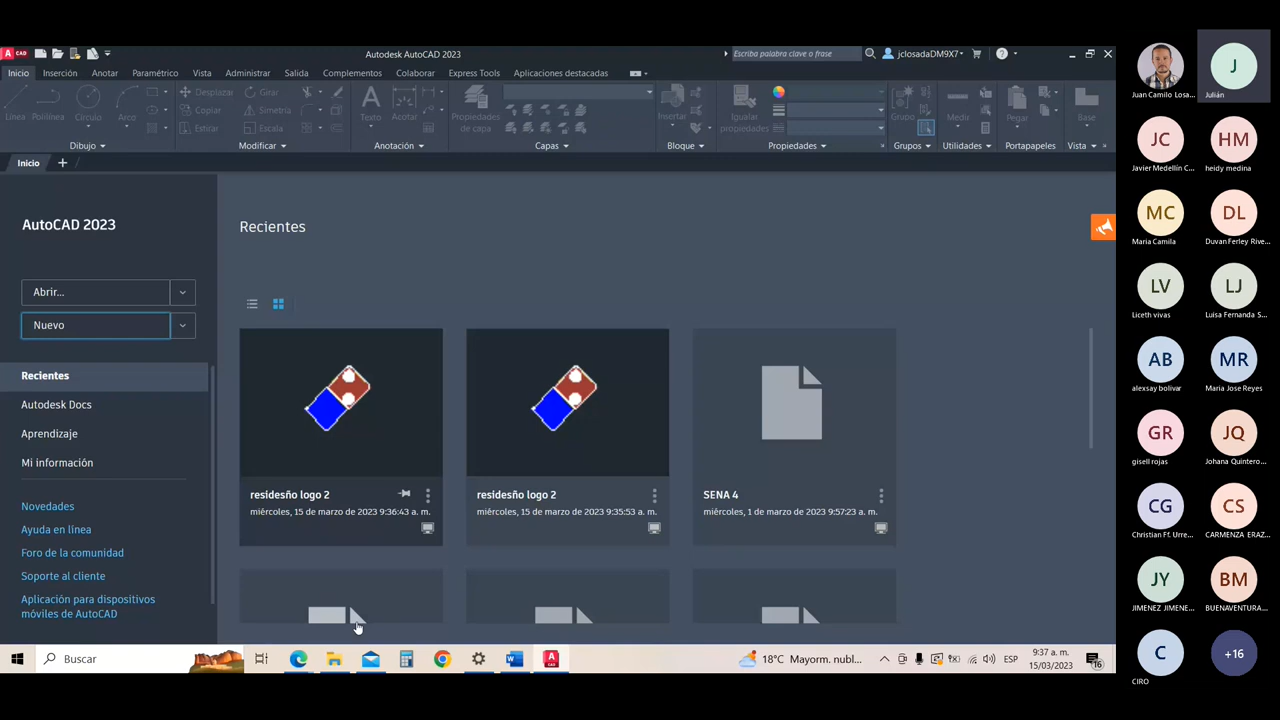 Autodesk AutoCAD 2023
Escriba palabra clave o frase
jclosadaDM9X7
CAD
Inicio
Inserción
Anotar
Paramétrico
Vista
Administrar
Salida
Complementos
Colaborar
Express Tools
Aplicaciones destacadas
Línea
Polilínea
Círculo
Arco
Desplazar
Girar
Copiar
Simetría
Estirar
Escala
Texto
Acotar
Propiedades
de capa
Insertar
Igualar
propiedades
Grupo
Medir
Pegar
Base
Dibujo
Modificar
Anotación
Capas
Bloque
Propiedades
Grupos
Utilidades
Portapapeles
Vista
Inicio
AutoCAD 2023
Abrir...
Nuevo
Recientes
Autodesk Docs
Aprendizaje
Mi información
Novedades
Ayuda en línea
Foro de la comunidad
Soporte al cliente
Aplicación para dispositivos
móviles de AutoCAD
Recientes
residesño logo 2
miércoles, 15 de marzo de 2023 9:36:43 a. m.
residesño logo 2
miércoles, 15 de marzo de 2023 9:35:53 a. m.
SENA 4
miércoles, 1 de marzo de 2023 9:57:23 a. m.
Buscar
18°C Mayorm. nubl...
ESP
9:37 a. m.
15/03/2023
16
Juan Camilo Losa...
J
Julián
JC
Javier Medellín C...
HM
heidy medina
MC
Maria Camila
DL
Duvan Ferley Rive...
LV
Liceth vivas
LJ
Luisa Fernanda S...
AB
alexsay bolivar
MR
Maria Jose Reyes
GR
gisell rojas
JQ
Johana Quintero...
CG
Christian Ff. Urre...
CS
CARMENZA ERAZ...
JY
JIMENEZ JIMENE...
BM
BUENAVENTURA...
C
CIRO
+16